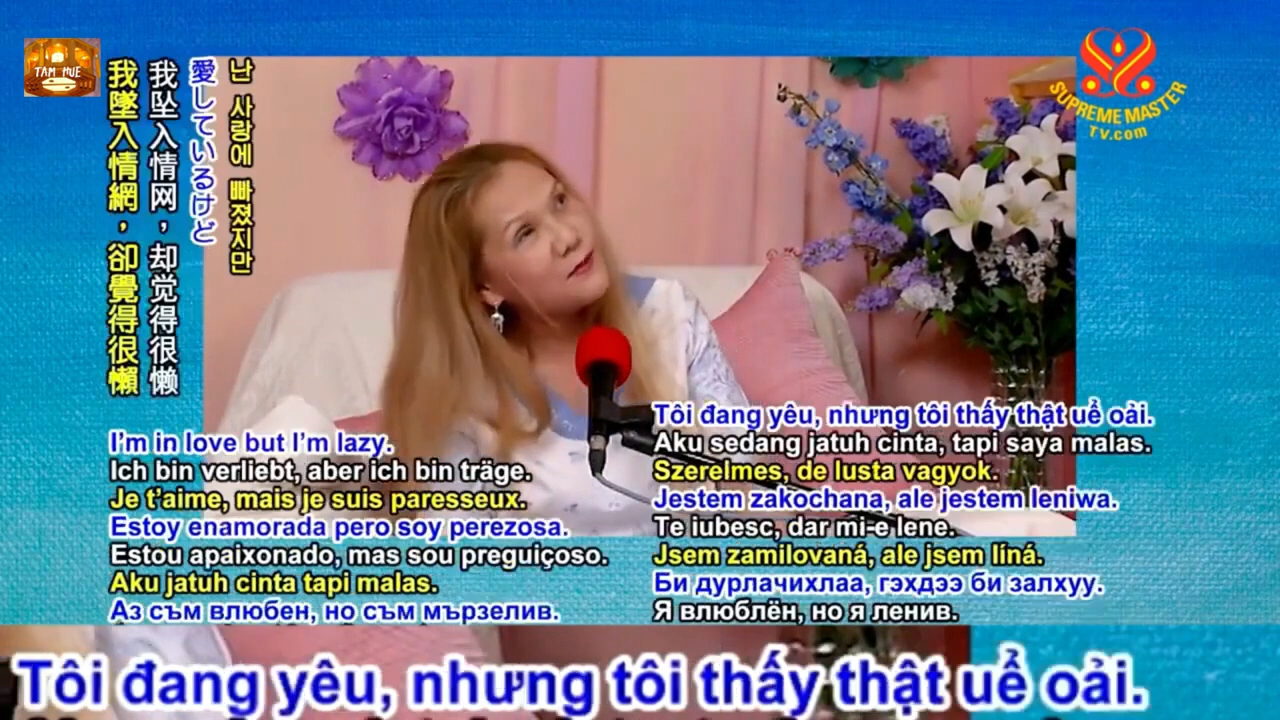 TAM HUE
我墜入情網，卻覺得很懶
我坠入情网，却觉得很懒
愛しているけど
난 사랑에 빠졌지만
SUPREME MASTER
TV.com
I'm in love but I'm lazy.
Ich bin verliebt, aber ich bin träge.
Je t'aime, mais je suis paresseux.
Estoy enamorada pero soy perezosa.
Estou apaixonado, mas sou preguiçoso.
Aku jatuh cinta tapi malas.
Аз съм влюбен, но съм мързелив.
Tôi đang yêu, nhưng tôi thấy thật uể oải.
Aku sedang jatuh cinta, tapi saya malas.
Szerelmes, de lusta vagyok.
Jestem zakochana, ale jestem leniwa.
Te iubesc, dar mi-e lene.
Jsem zamilovaná, ale jsem líná.
Би дурлачихлаа, гэхдээ би залхуу.
Я влюблён, но я ленив.
Tôi đang yêu, nhưng tôi thấy thật uể oải.